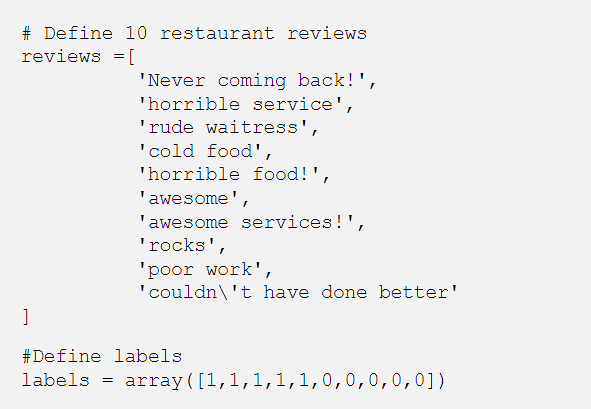 # Define 10 restaurant reviews
reviews =[
'Never coming back!',
'horrible service',
'rude waitress',
'cold food',
'horrible food!',
'awesome',
'awesome services!',
'rocks',
'poor work',
'couldn\'t have done better'
]
#Define labels
labels = array([1,1,1,1,1,0,0,0,0,0])